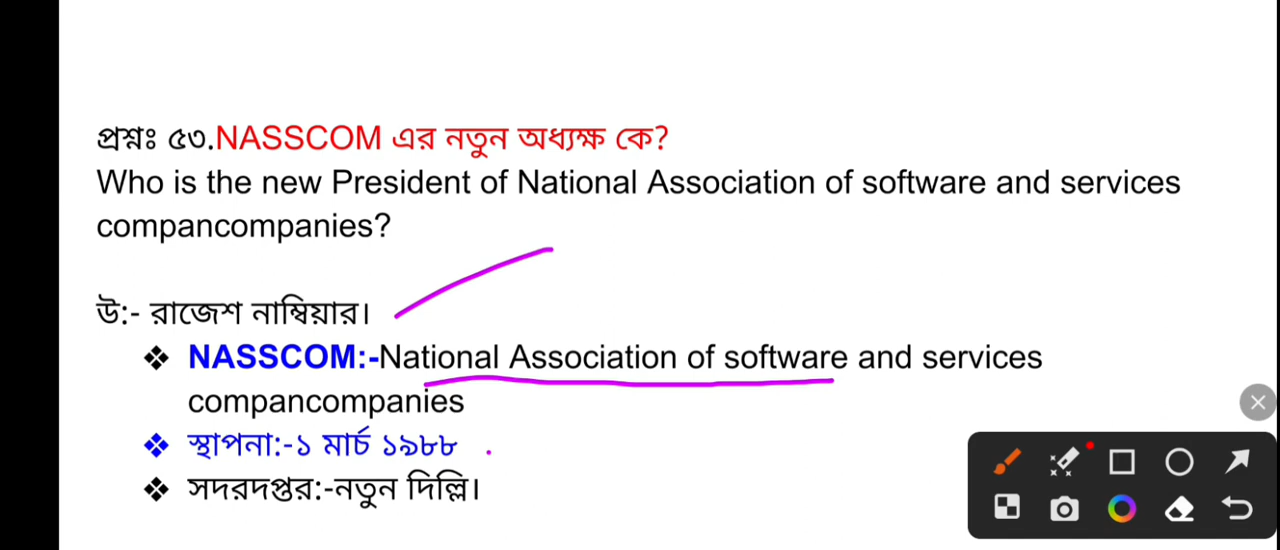 প্রশ্নঃ ৫৩.NASSCOM এর নতুন অধ্যক্ষ কে?
Who is the new President of National Association of software and services
compancompanies?
উ:- রাজেশ নাম্বিয়ার।
❖ NASSCOM:-National Association of software and services
compancompanies
❖ স্থাপনা:-১ মার্চ ১৯৮৮
❖ সদরদপ্তর:-নতুন দিল্লি।